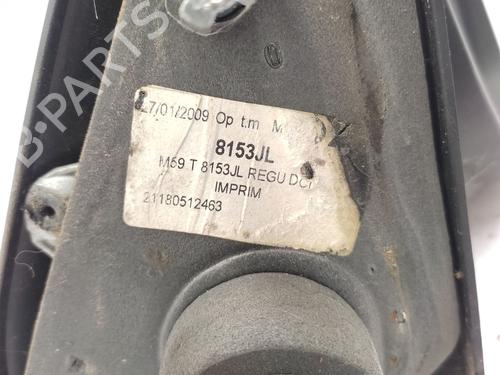 B-PARTS
7/01/2009 Op t.m M
8153JL
M59 T 8153JL REGU DCI
IMPRIM
21180512463